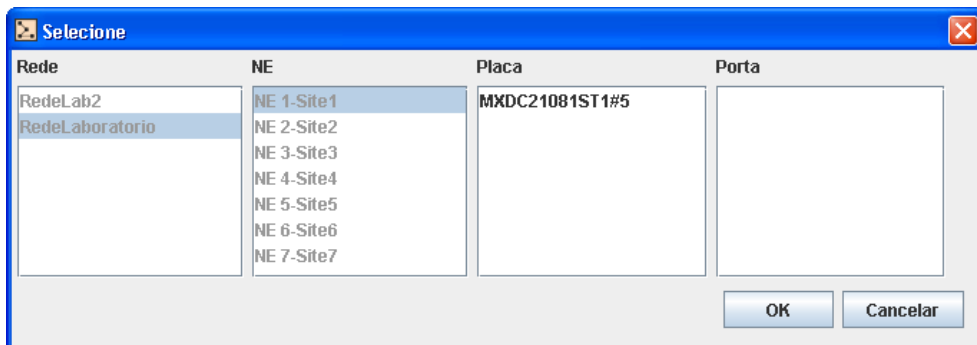 Selecione
Rede NE Placa Porta
RedeLab2 NE 1-Site1 MXDC21081ST1#5
RedeLaboratorio NE 2-Site2
NE 3-Site3
NE 4-Site4
NE 5-Site5
NE 6-Site6
NE 7-Site7
OK Cancelar